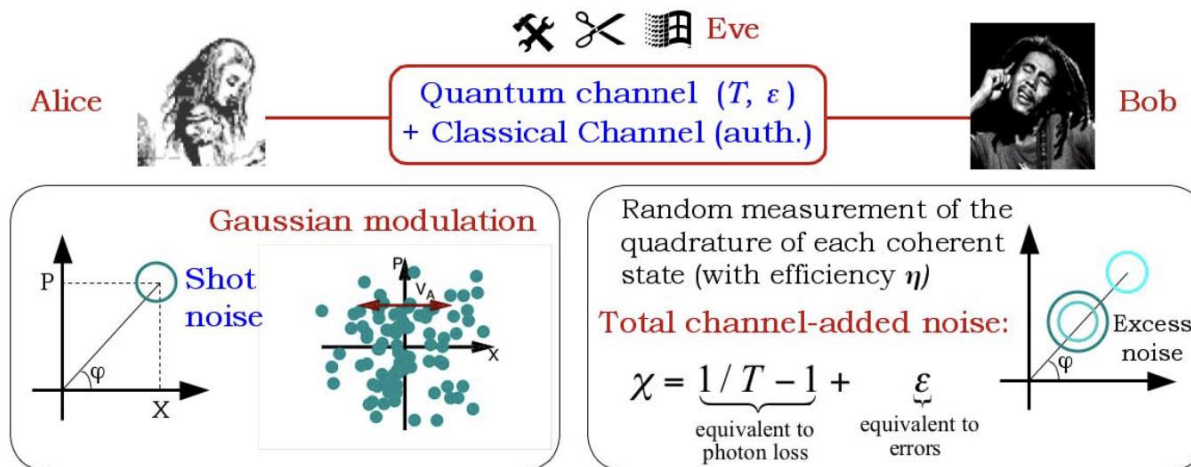 Eve
Alice
Quantum channel (T, ε)
+ Classical Channel (auth.)
Bob
Gaussian modulation
P
Shot
noise
φ
X
P
V_A
x
Random measurement of the
quadrature of each coherent
state (with efficiency η)
Total channel-added noise:
χ = 1 / T − 1 + ε
equivalent to
photon loss
equivalent to
errors
Excess
noise
φ